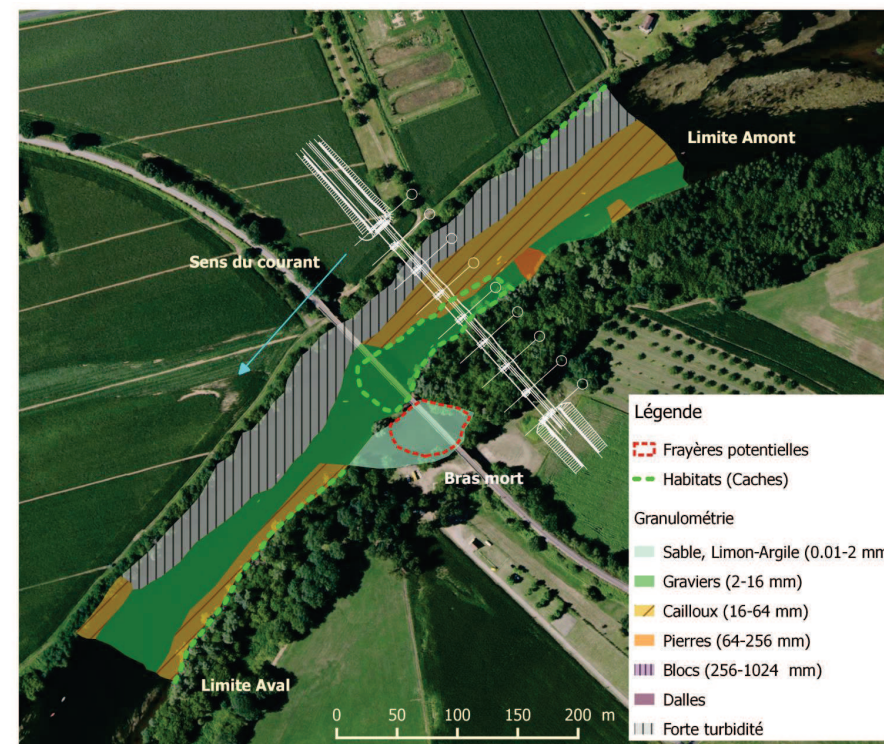 Limite Amont
Sens du courant
Bras mort
Limite Aval
0 50 100 150 200 m
Légende
Frayères potentielles
Habitats (Caches)
Granulométrie
Sable, Limon-Argile (0.01-2 mm
Graviers (2-16 mm)
Cailloux (16-64 mm)
Pierres (64-256 mm)
Blocs (256-1024 mm)
Dalles
Forte turbidité